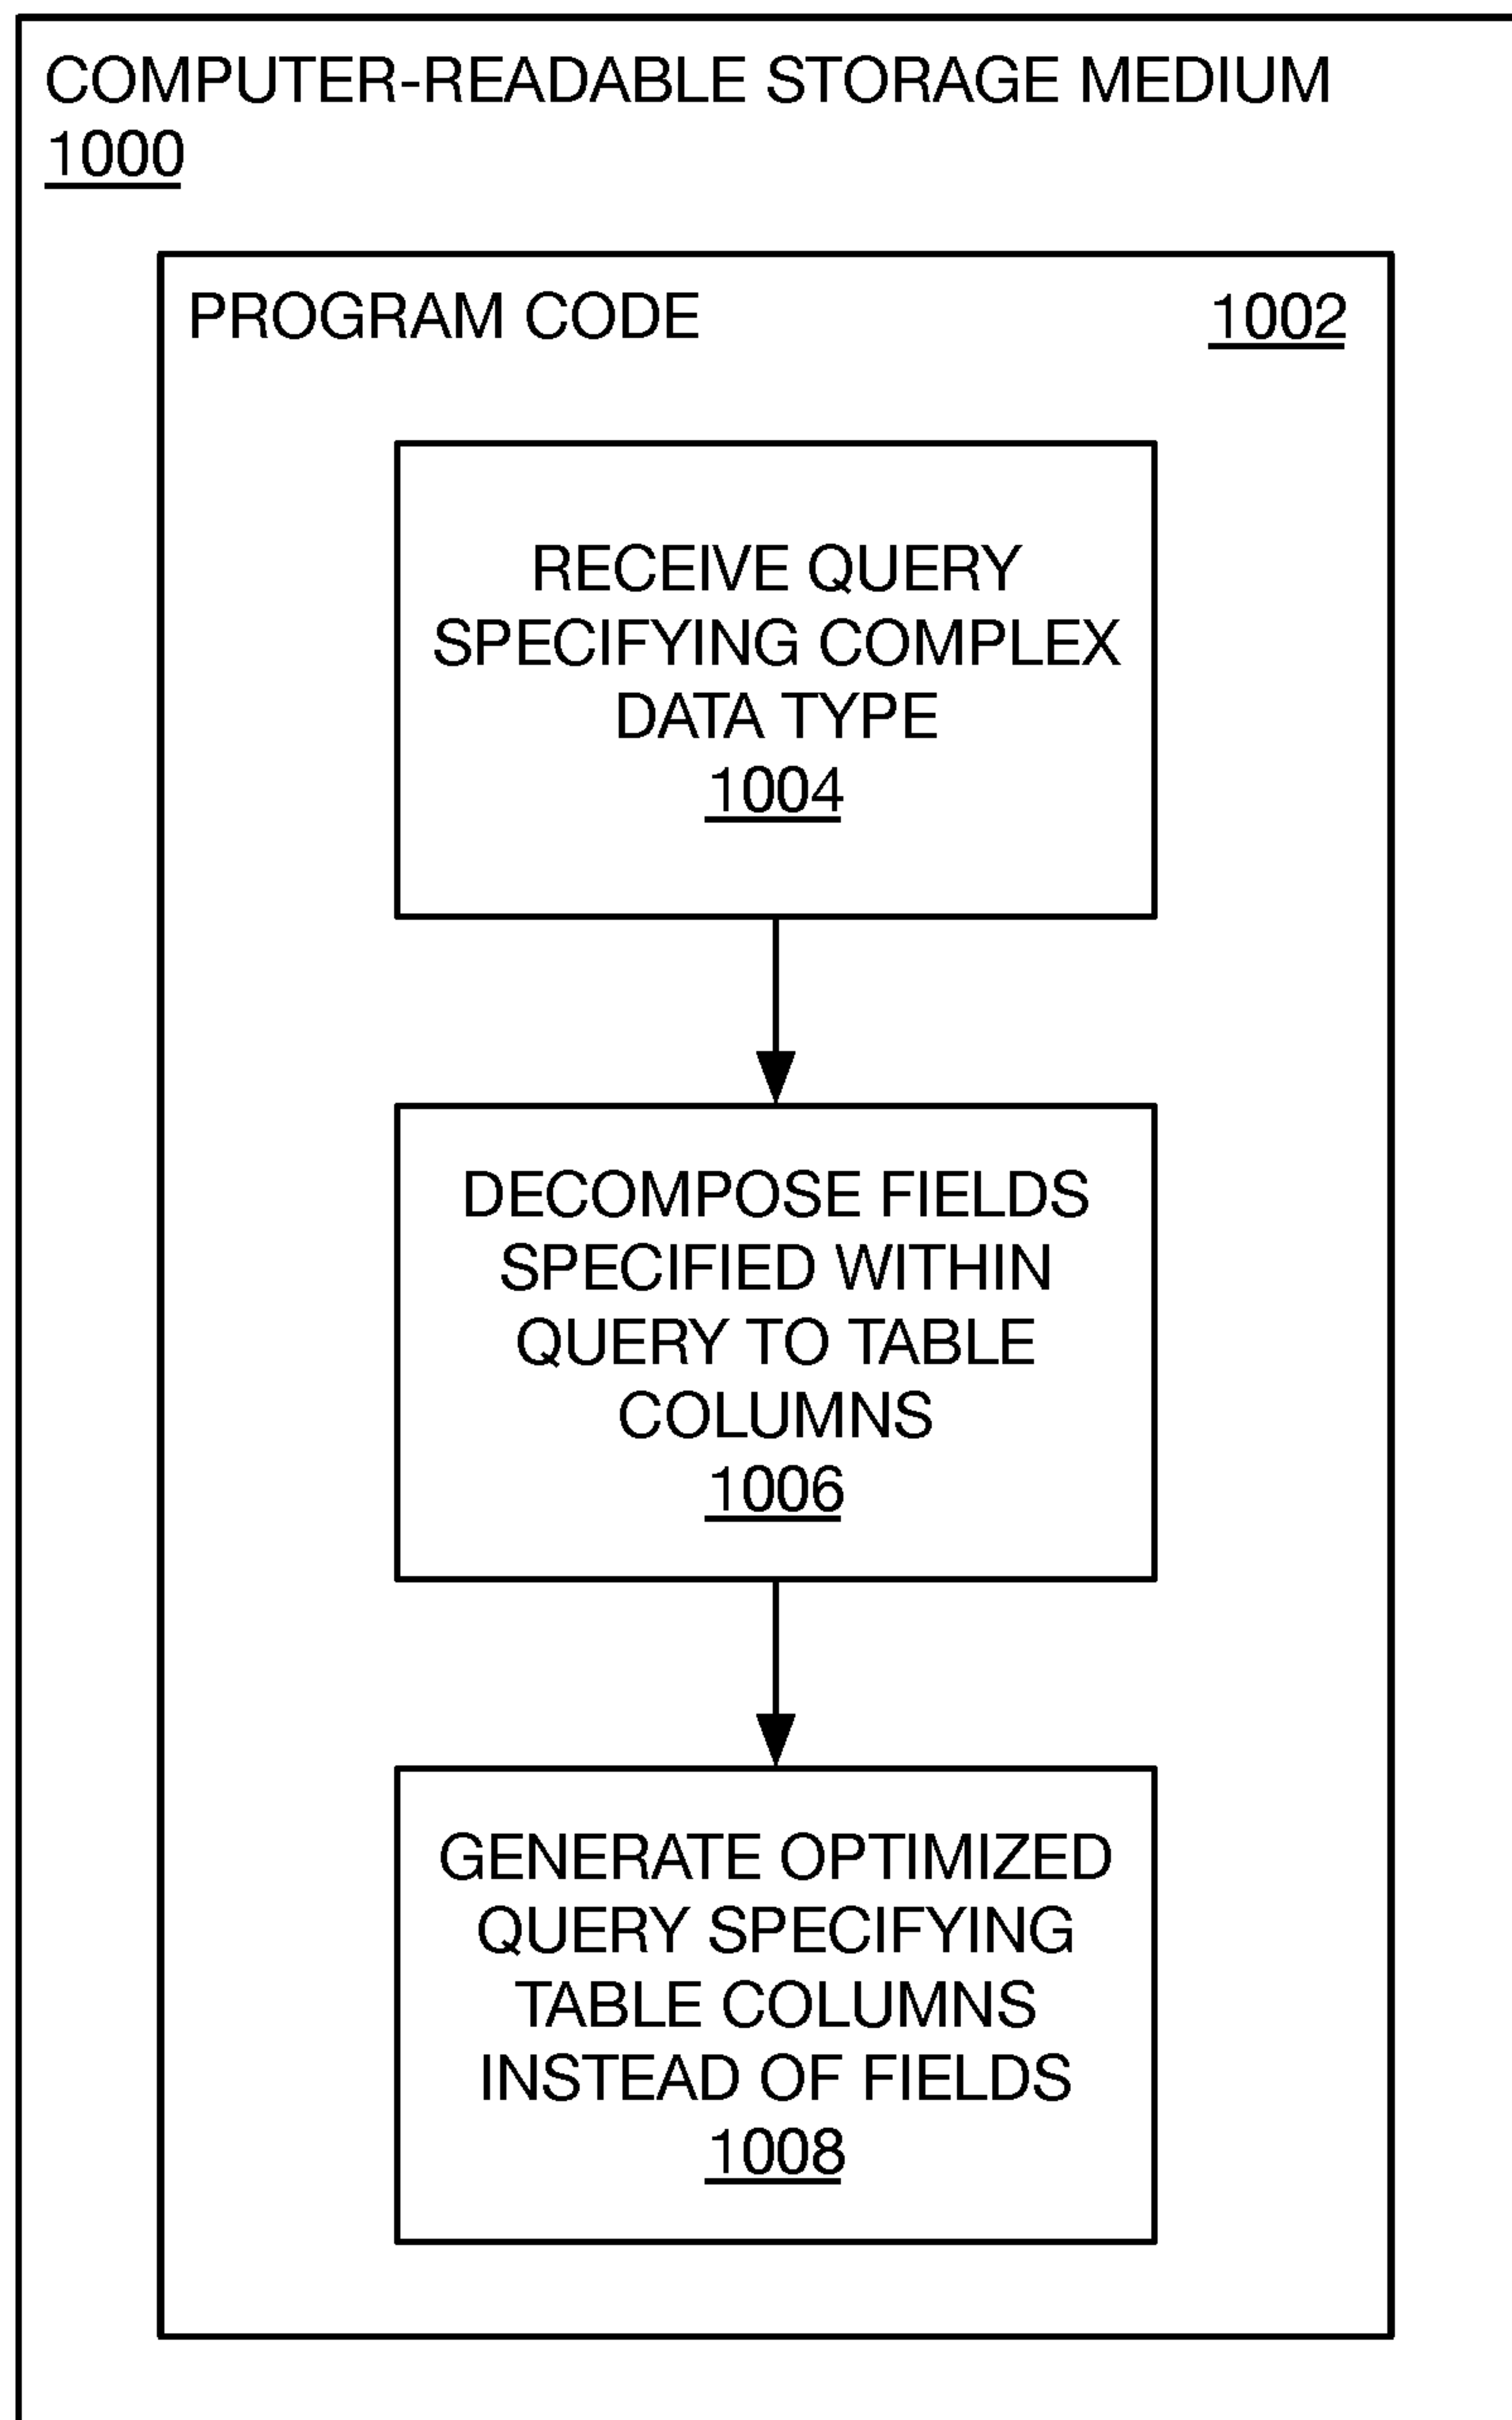 COMPUTER-READABLE STORAGE MEDIUM
1000
PROGRAM CODE 1002
RECEIVE QUERY
SPECIFYING COMPLEX
DATA TYPE
1004
DECOMPOSE FIELDS
SPECIFIED WITHIN
QUERY TO TABLE
COLUMNS
1006
GENERATE OPTIMIZED
QUERY SPECIFYING
TABLE COLUMNS
INSTEAD OF FIELDS
1008